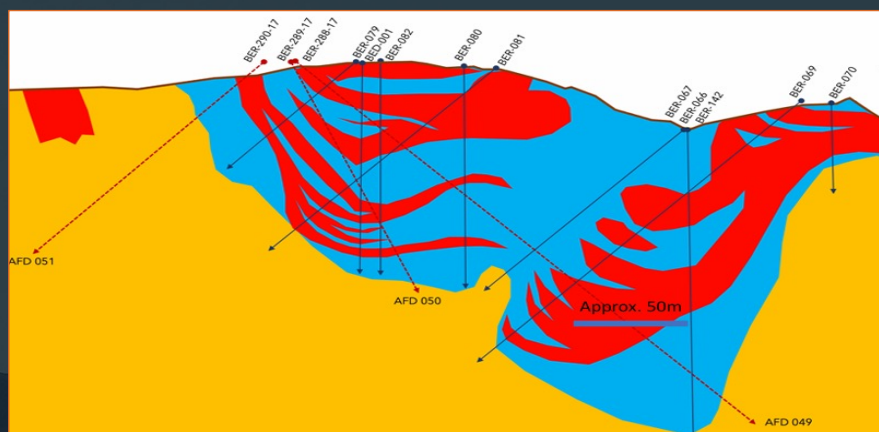 BER-290-17
BER-289-17
BER-288-17
BER-079
BED-001
BER-082
BER-080
BER-081
BER-067
BER-066
BER-142
BER-069
BER-070
AFD 051
AFD 050
Approx. 50m
AFD 049